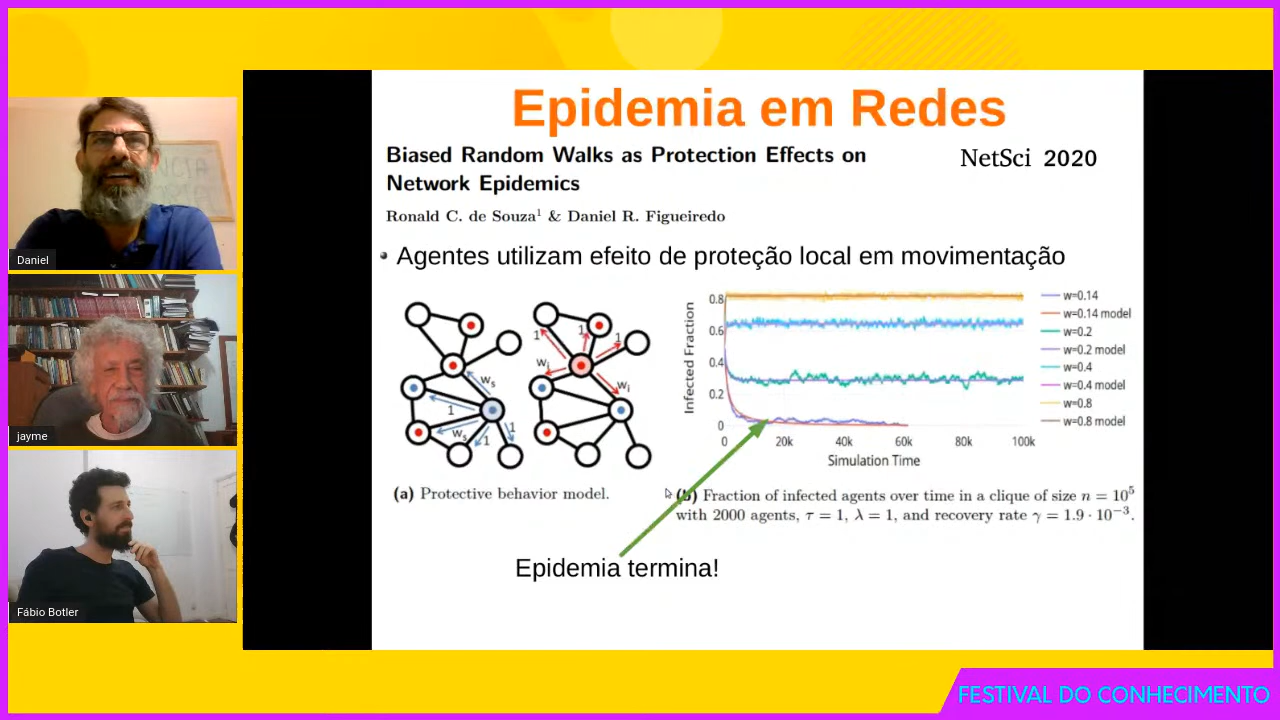 Epidemia em Redes
Biased Random Walks as Protection Effects on
Network Epidemics
NetSci 2020
Ronald C. de Souza¹ & Daniel R. Figueiredo
Agentes utilizam efeito de proteção local em movimentação
wₛ
1
wₛ
1
1
1
1
1
wᵢ
wᵢ
(a) Protective behavior model.
Infected Fraction
0.8
0.6
0.4
0.2
0
0
20k
40k
60k
80k
100k
Simulation Time
w=0.14
w=0.14 model
w=0.2
w=0.2 model
w=0.4
w=0.4 model
w=0.8
w=0.8 model
(b) Fraction of infected agents over time in a clique of size n = 10⁵
with 2000 agents, τ = 1, λ = 1, and recovery rate γ = 1.9 · 10⁻³.
Epidemia termina!
Daniel
jayme
Fábio Botler
FESTIVAL DO CONHECIMENTO